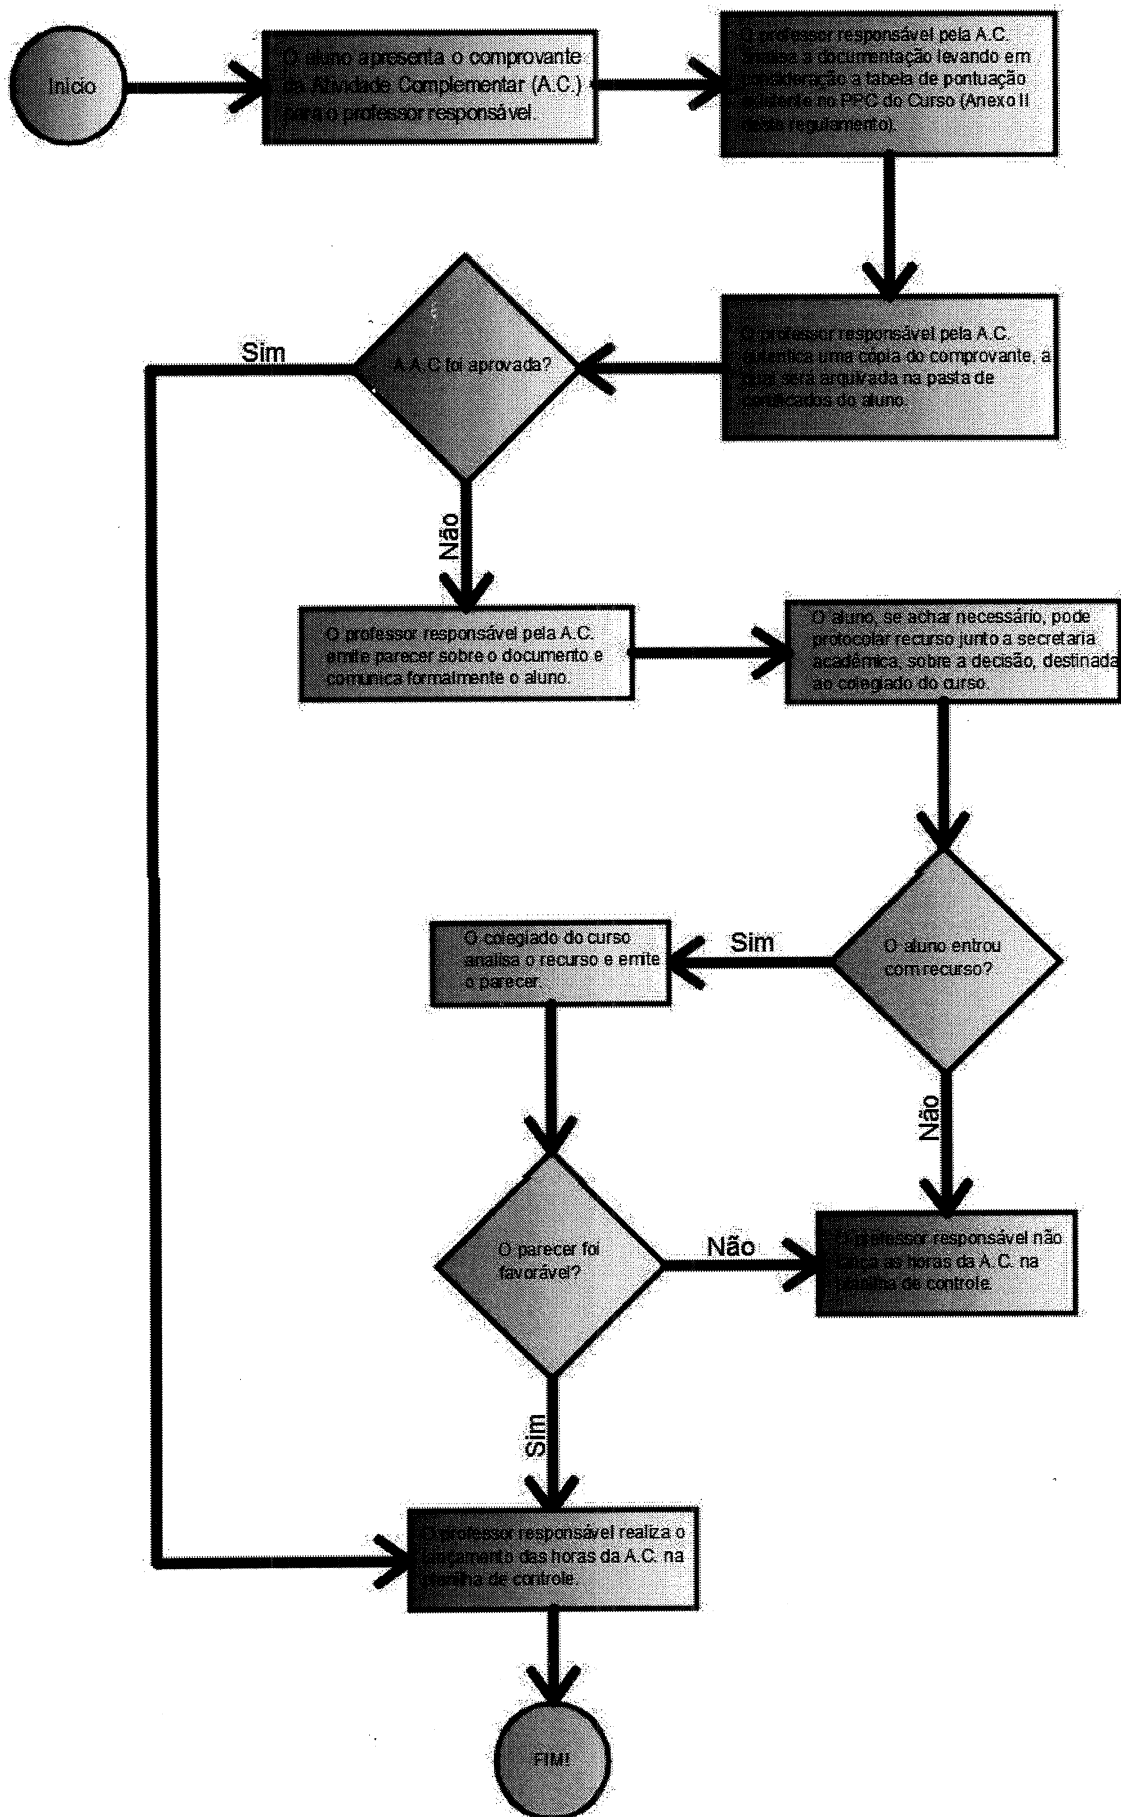 Início
O aluno apresenta o comprovante
da Atividade Complementar (A.C.)
para o professor responsável.
O professor responsável pela A.C.
analisa a documentação levando em
consideração a tabela de pontuação
existente no PPC do Curso (Anexo II
deste regulamento).
O professor responsável pela A.C.
autentica uma cópia do comprovante, a
qual será arquivada na pasta de
certificados do aluno.
A A.C foi aprovada?
Sim
Não
O professor responsável pela A.C.
emite parecer sobre o documento e
comunica formalmente o aluno.
O aluno, se achar necessário, pode
protocolar recurso junto a secretaria
acadêmica, sobre a decisão, destinada
ao colegiado do curso.
O aluno entrou
com recurso?
Sim
Não
O colegiado do curso
analisa o recurso e emite
o parecer.
O parecer foi
favorável?
Não
Sim
O professor responsável não
lança as horas da A.C. na
planilha de controle.
O professor responsável realiza o
lançamento das horas da A.C. na
planilha de controle.
FIM!